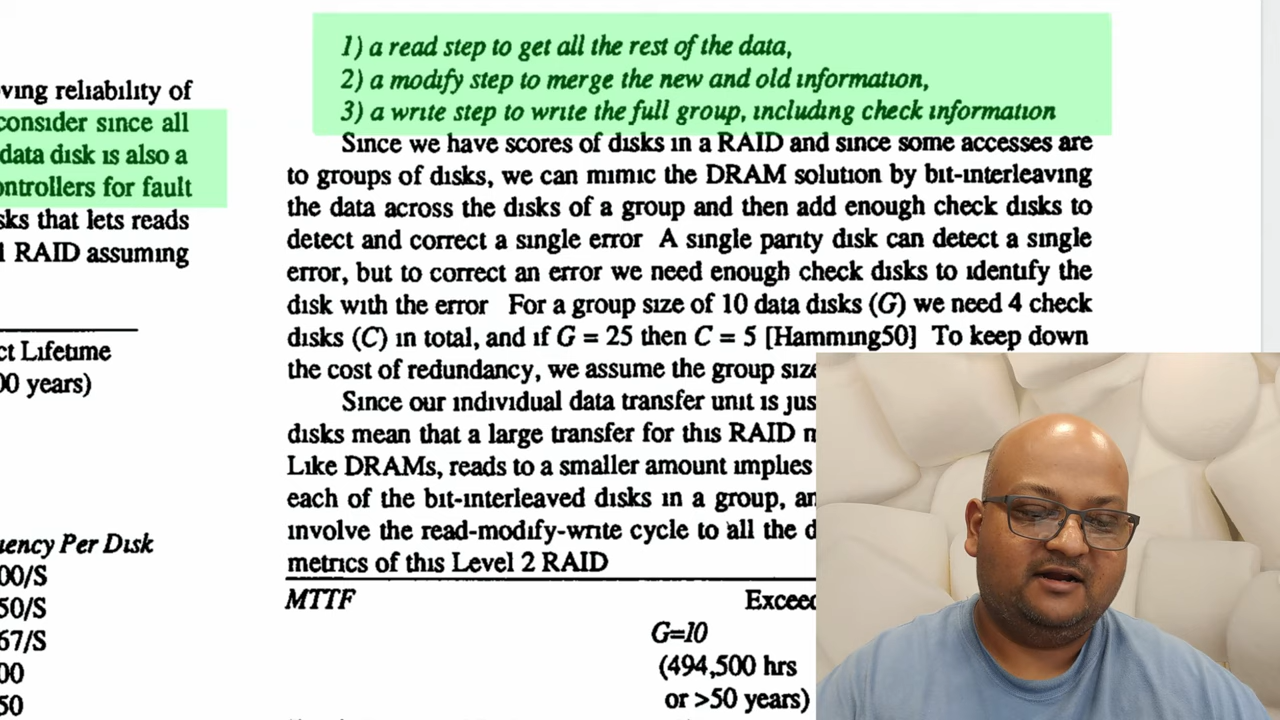 ving reliability of
consider since all
data disk is also a
ontrollers for fault
sks that lets reads
RAID assuming
ct Lifetime
00 years)
uency Per Disk
00/S
50/S
67/S
00
50
1) a read step to get all the rest of the data,
2) a modify step to merge the new and old information,
3) a write step to write the full group, including check information
Since we have scores of disks in a RAID and since some accesses are
to groups of disks, we can mimic the DRAM solution by bit-interleaving
the data across the disks of a group and then add enough check disks to
detect and correct a single error A single parity disk can detect a single
error, but to correct an error we need enough check disks to identify the
disk with the error For a group size of 10 data disks (G) we need 4 check
disks (C) in total, and if G = 25 then C = 5 [Hamming50] To keep down
the cost of redundancy, we assume the group size
Since our individual data transfer unit is jus
disks mean that a large transfer for this RAID m
Like DRAMs, reads to a smaller amount implies
each of the bit-interleaved disks in a group, an
involve the read-modify-write cycle to all the d
metrics of this Level 2 RAID
MTTF Exceed
G=10
(494,500 hrs
or >50 years)